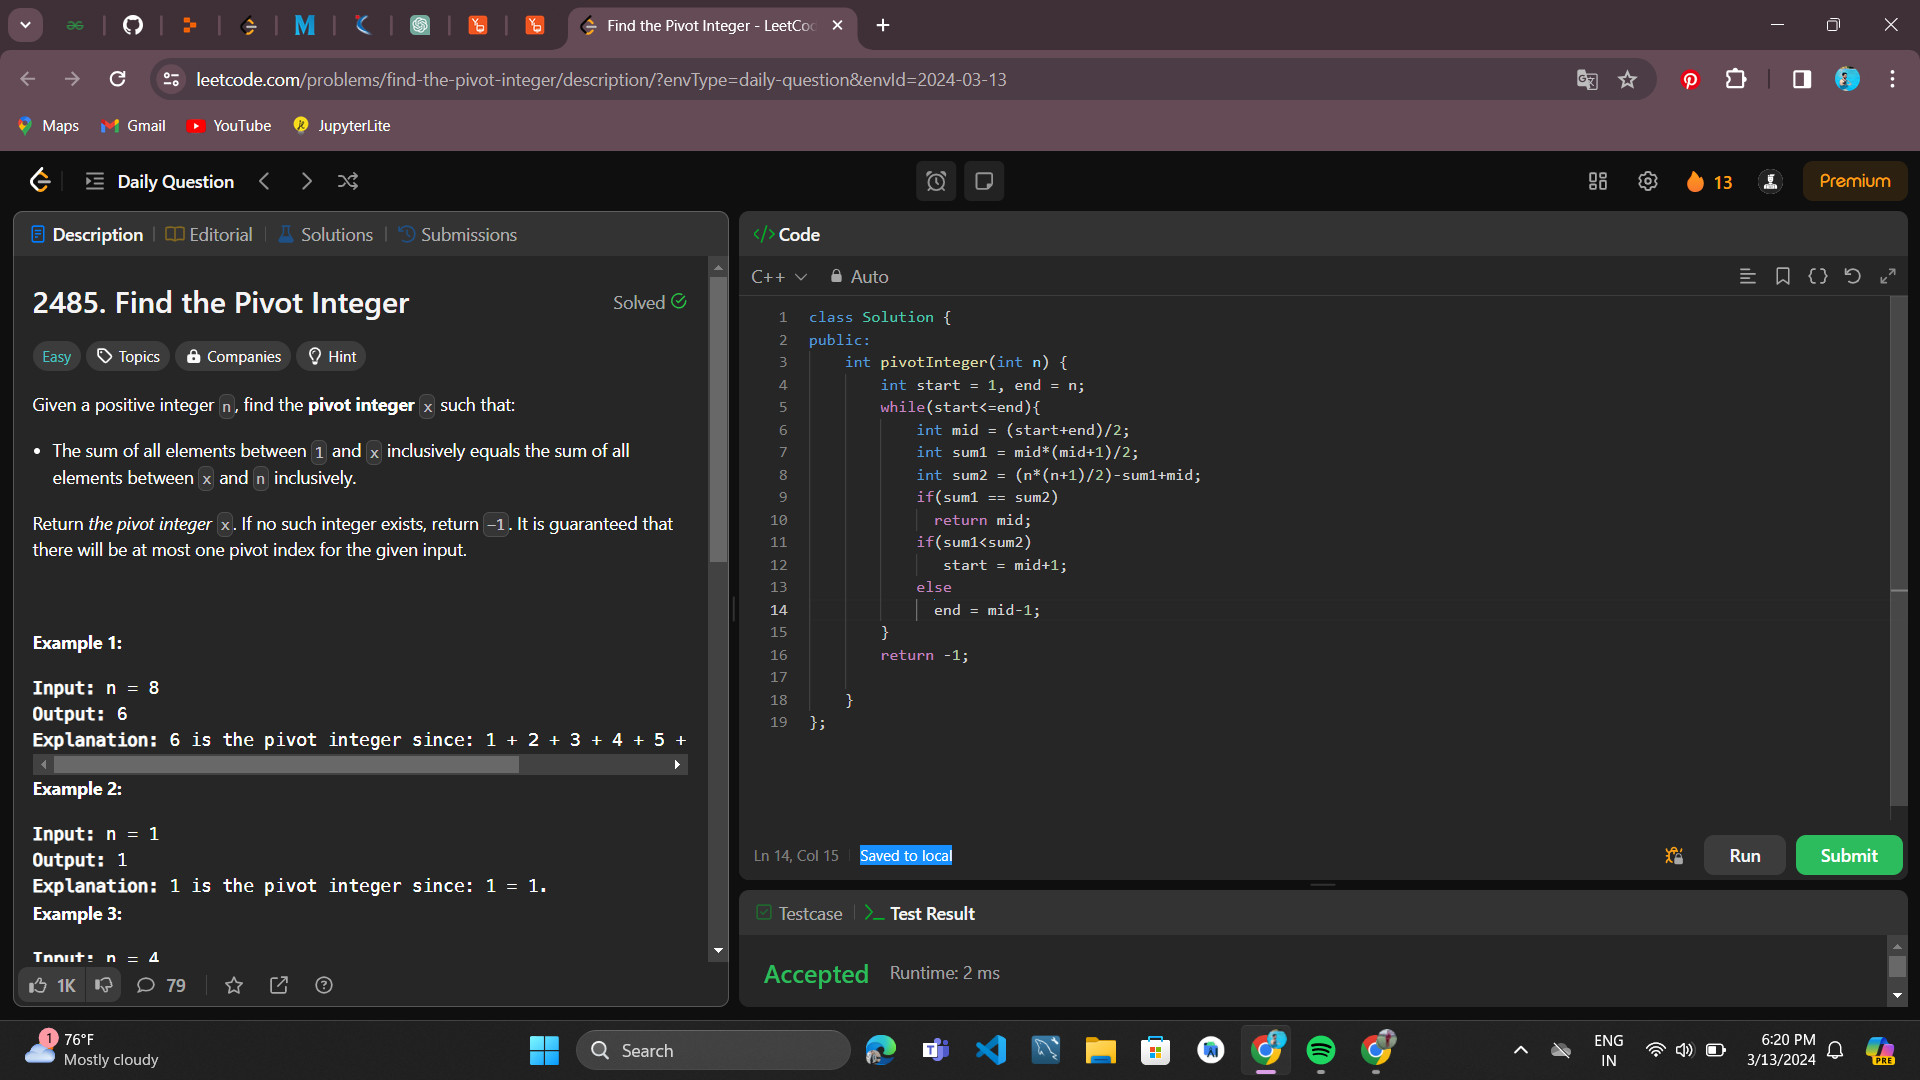 Find the Pivot Integer - LeetCo
leetcode.com/problems/find-the-pivot-integer/description/?envType=daily-question&envId=2024-03-13
Maps
Gmail
YouTube
JupyterLite
Daily Question
13
Premium
Description
Editorial
Solutions
Submissions
2485. Find the Pivot Integer
Solved
Easy
Topics
Companies
Hint
Given a positive integer n, find the pivot integer x such that:
• The sum of all elements between 1 and x inclusively equals the sum of all
elements between x and n inclusively.
Return the pivot integer x. If no such integer exists, return -1. It is guaranteed that
there will be at most one pivot index for the given input.
Example 1:
Input: n = 8
Output: 6
Explanation: 6 is the pivot integer since: 1 + 2 + 3 + 4 + 5 +
Example 2:
Input: n = 1
Output: 1
Explanation: 1 is the pivot integer since: 1 = 1.
Example 3:
Input: n = 4
1K
79
</> Code
C++
Auto
1 class Solution {
2 public:
3 int pivotInteger(int n) {
4 int start = 1, end = n;
5 while(start<=end){
6 int mid = (start+end)/2;
7 int sum1 = mid*(mid+1)/2;
8 int sum2 = (n*(n+1)/2)-sum1+mid;
9 if(sum1 == sum2)
10 return mid;
11 if(sum1<sum2)
12 start = mid+1;
13 else
14 end = mid-1;
15 }
16 return -1;
17
18 }
19 };
Ln 14, Col 15
Saved to local
Run
Submit
Testcase
Test Result
Accepted
Runtime: 2 ms
1
76°F
Mostly cloudy
Search
ENG
IN
6:20 PM
3/13/2024
PRE